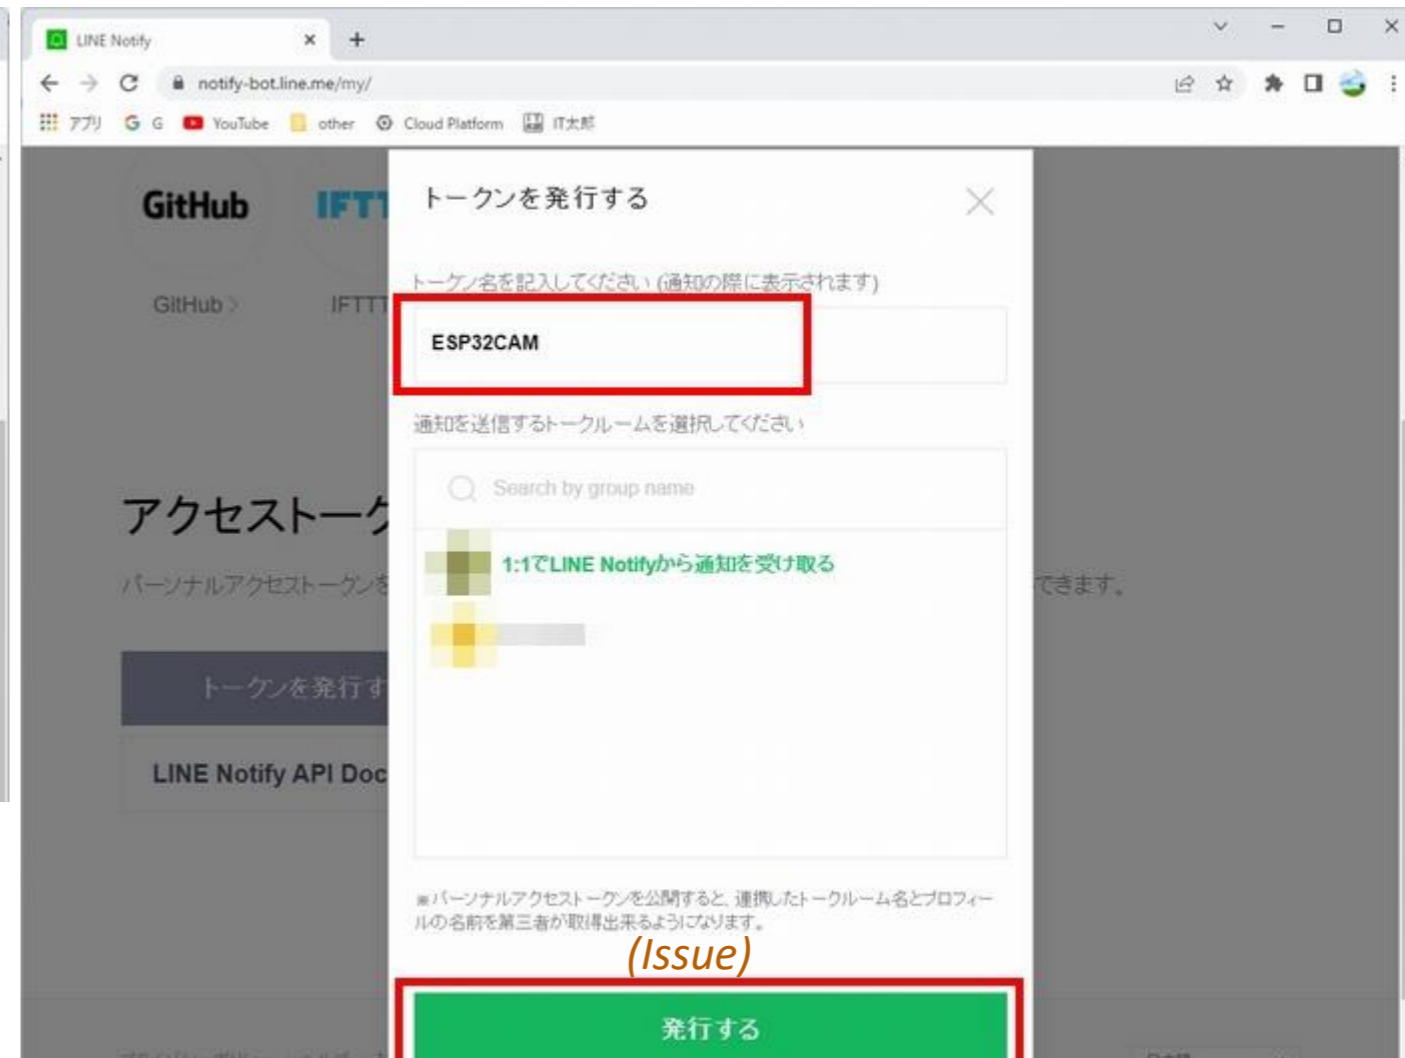 LINE Notify
notify-bot.line.me/my/
アプリ G YouTube other Cloud Platform IT太郎
GitHub IFTT
GitHub IFTTT
アクセストーク
パーソナルアクセストークンを できます。
トークンを発行す
LINE Notify API Doc
トークンを発行する
トークン名を記入してください (通知の際に表示されます)
ESP32CAM
通知を送信するトークルームを選択してください
Search by group name
1:1でLINE Notifyから通知を受け取る
※パーソナルアクセストークンを公開すると、連携したトークルーム名とプロフィー
ルの名前を第三者が取得出来るようになります。
(Issue)
発行する